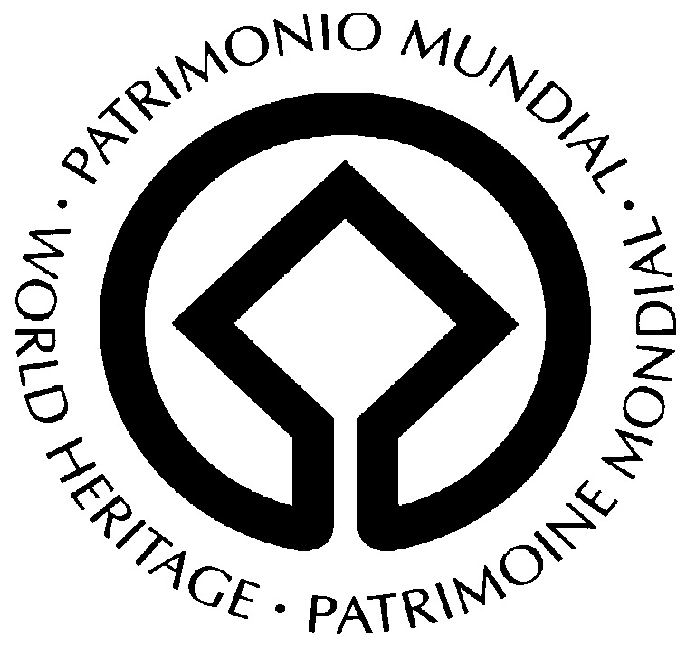 · PATRIMONIO MUNDIAL ·
WORLD HERITAGE · PATRIMOINE MONDIAL